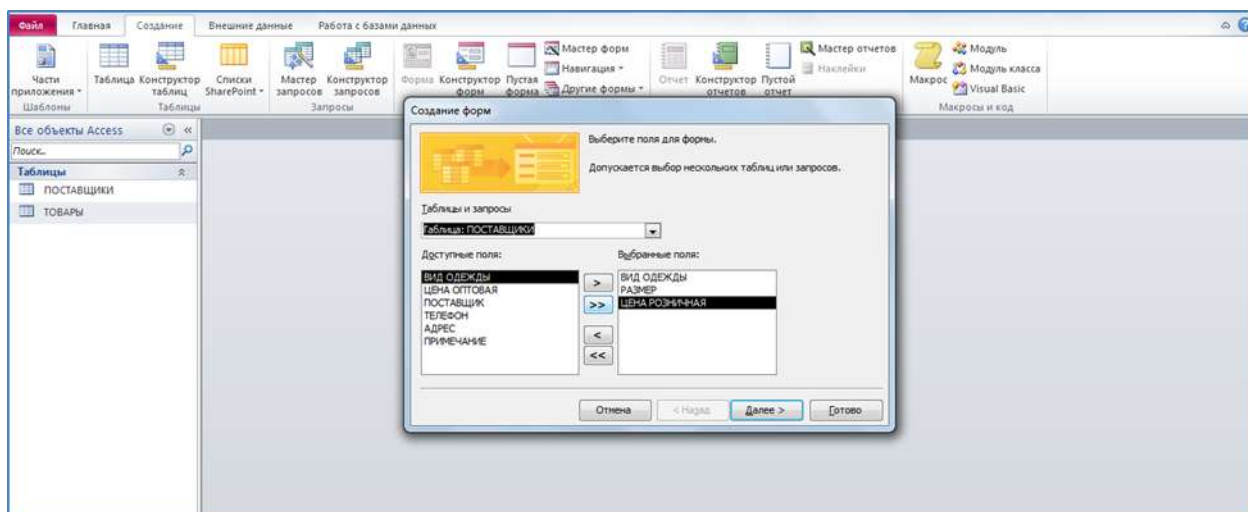 Файл Главная Создание Внешние данные Работа с базами данных
Части приложения
Таблица
Конструктор таблиц
Списки SharePoint
Мастер запросов
Конструктор запросов
Форма
Конструктор форм
Пустая форма
Мастер форм
Навигация
Другие формы
Отчет
Конструктор отчетов
Пустой отчет
Мастер отчетов
Наклейки
Макрос
Модуль
Модуль класса
Visual Basic
Шаблоны Таблицы Запросы Макросы и код
Все объекты Access
Поиск...
Таблицы
ПОСТАВЩИКИ
ТОВАРЫ
Создание форм
Выберите поля для формы.
Допускается выбор нескольких таблиц или запросов.
Таблицы и запросы
Таблица: ПОСТАВЩИКИ
Доступные поля:
ВИД ОДЕЖДЫ
ЦЕНА ОПТОВАЯ
ПОСТАВЩИК
ТЕЛЕФОН
АДРЕС
ПРИМЕЧАНИЕ
>
>>
<
<<
Выбранные поля:
ВИД ОДЕЖДЫ
РАЗМЕР
ЦЕНА РОЗНИЧНАЯ
Отмена < Назад Далее > Готово